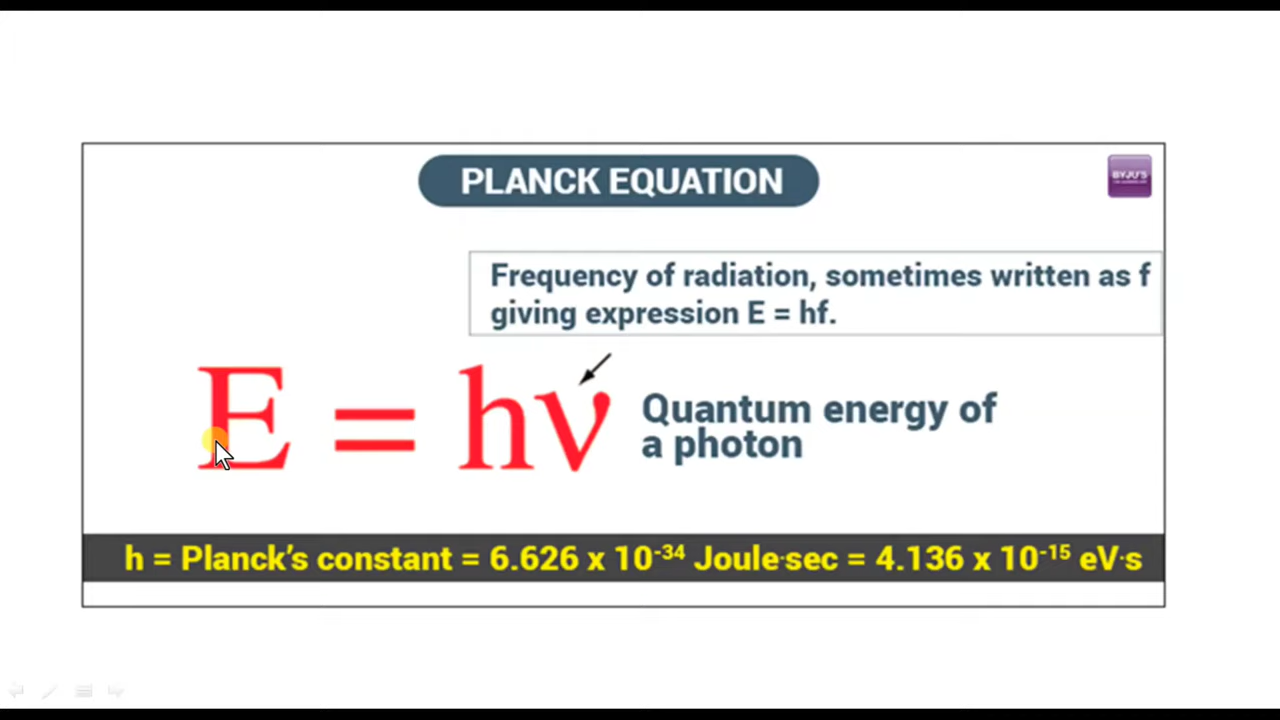 PLANCK EQUATION
BYJU'S
Frequency of radiation, sometimes written as f
giving expression E = hf.
E = hν
Quantum energy of
a photon
h = Planck’s constant = 6.626 x 10⁻³⁴ Joule·sec = 4.136 x 10⁻¹⁵ eV·s